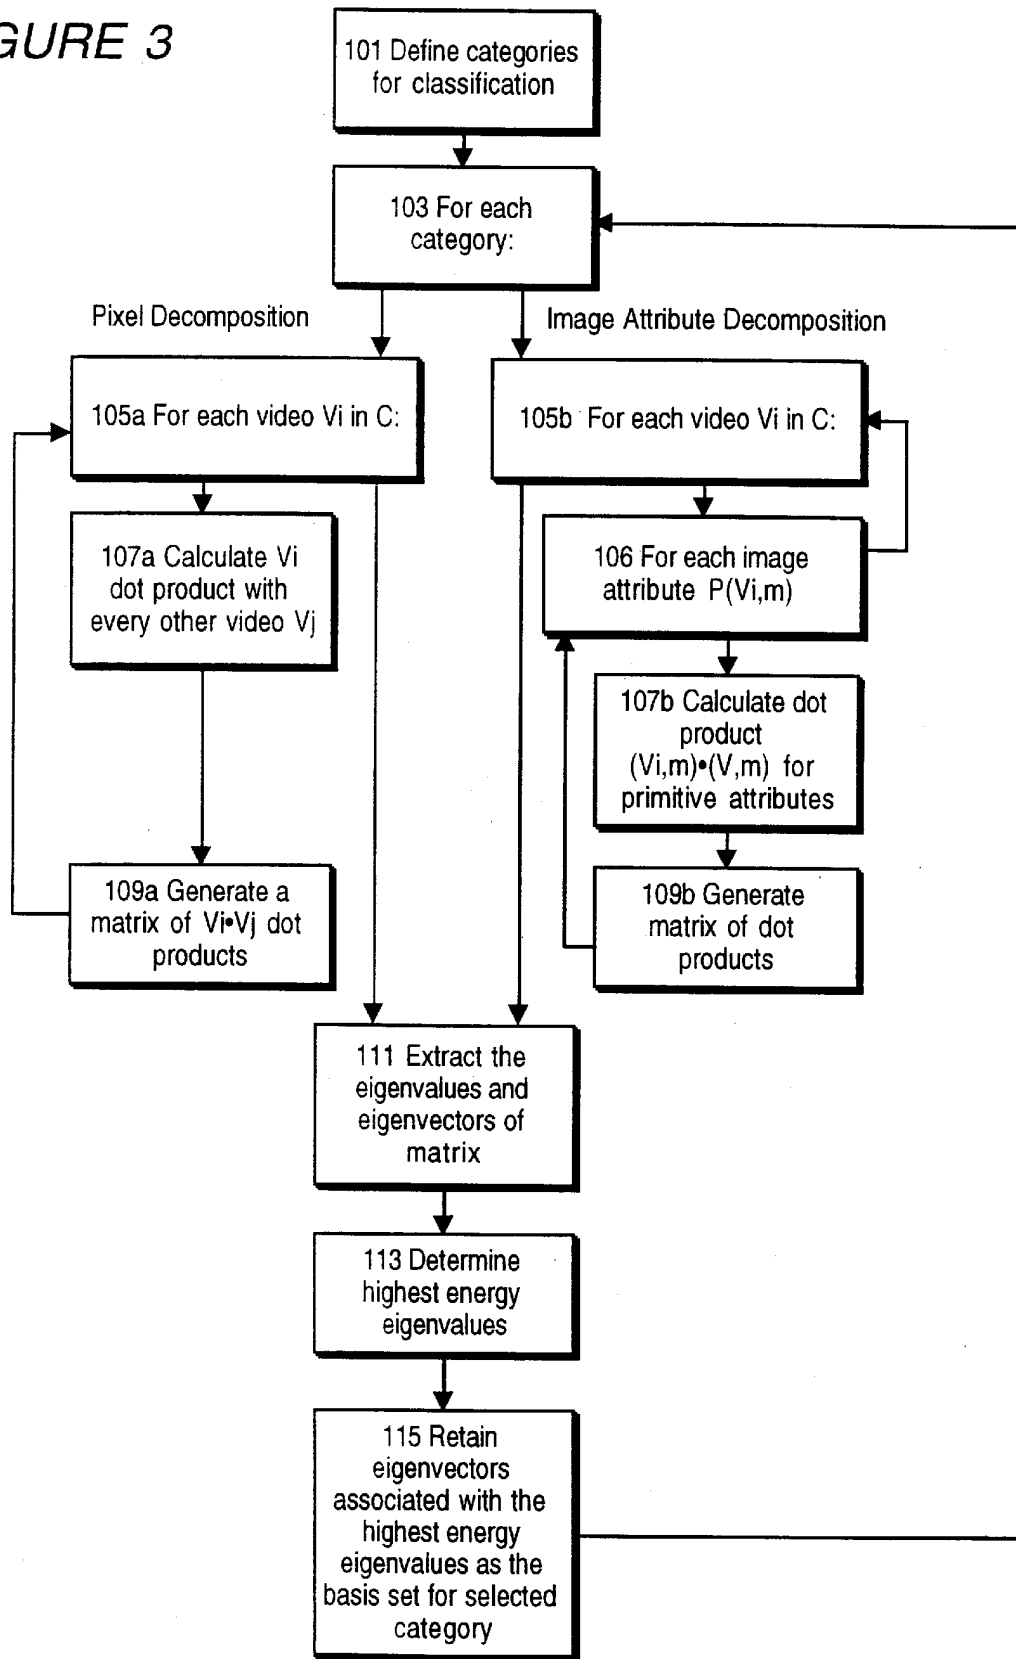 GURE 3
101 Define categories
for classification
103 For each
category:
Pixel Decomposition
Image Attribute Decomposition
105a For each video Vi in C:
105b For each video Vi in C:
107a Calculate Vi
dot product with
every other video Vj
106 For each image
attribute P(Vi,m)
107b Calculate dot
product
(Vi,m)•(V,m) for
primitive attributes
109a Generate a
matrix of Vi•Vj dot
products
109b Generate
matrix of dot
products
111 Extract the
eigenvalues and
eigenvectors of
matrix
113 Determine
highest energy
eigenvalues
115 Retain
eigenvectors
associated with the
highest energy
eigenvalues as the
basis set for selected
category